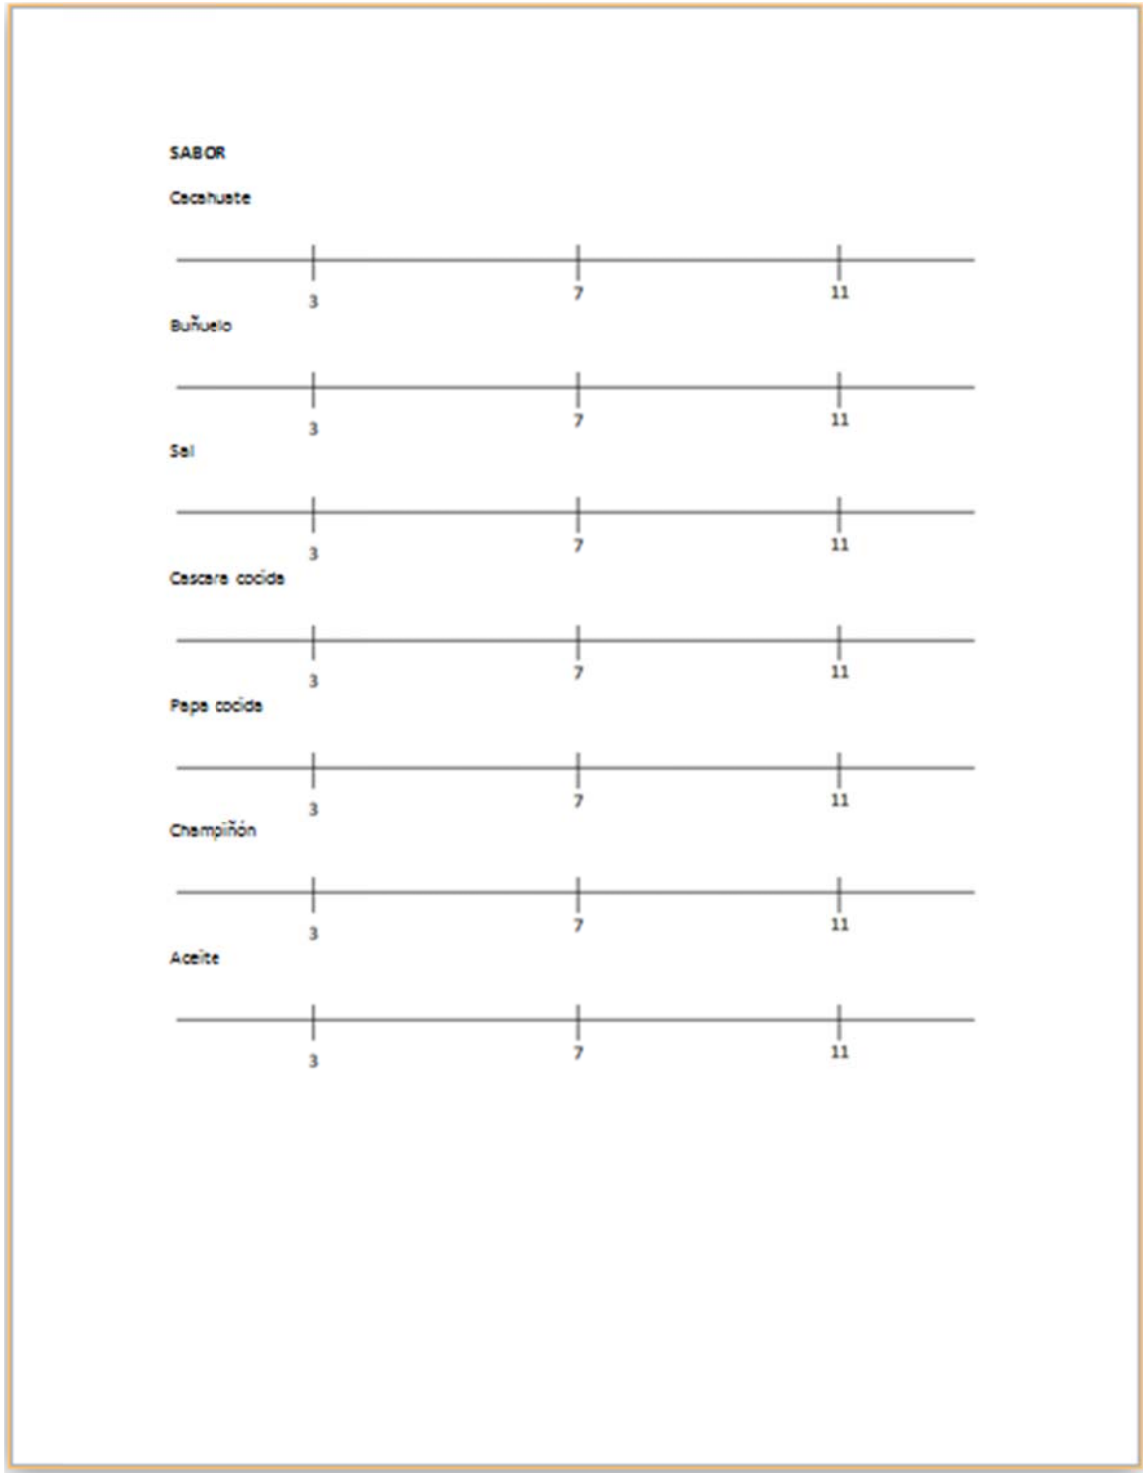 SABOR
Cacahuate
3 7 11
Buñuelo
3 7 11
Sal
3 7 11
Cascara cocida
3 7 11
Papa cocida
3 7 11
Champiñón
3 7 11
Aceite
3 7 11